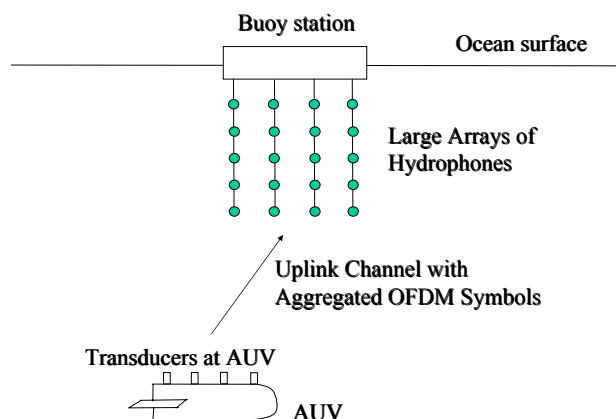 Buoy station
Ocean surface
Large Arrays of
Hydrophones
Uplink Channel with
Aggregated OFDM Symbols
Transducers at AUV
AUV